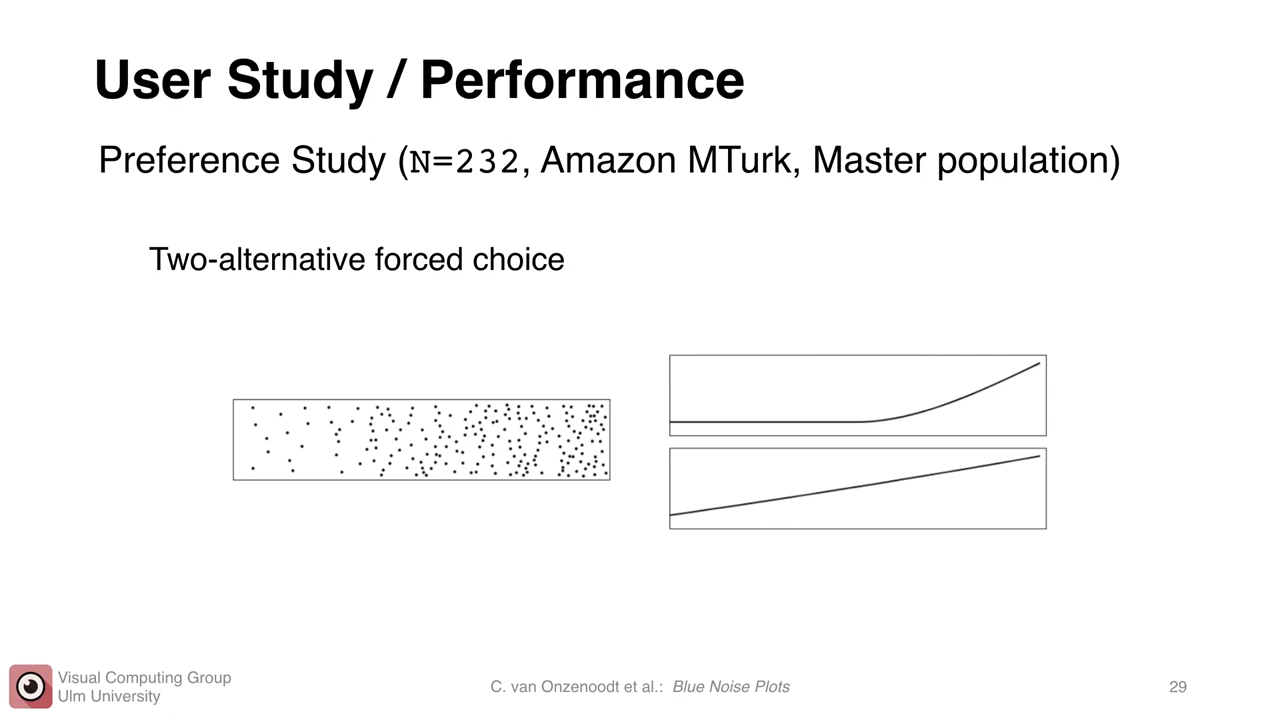 User Study / Performance
Preference Study (N=232, Amazon MTurk, Master population)
Two-alternative forced choice
Visual Computing Group
Ulm University
C. van Onzenoodt et al.: Blue Noise Plots
29